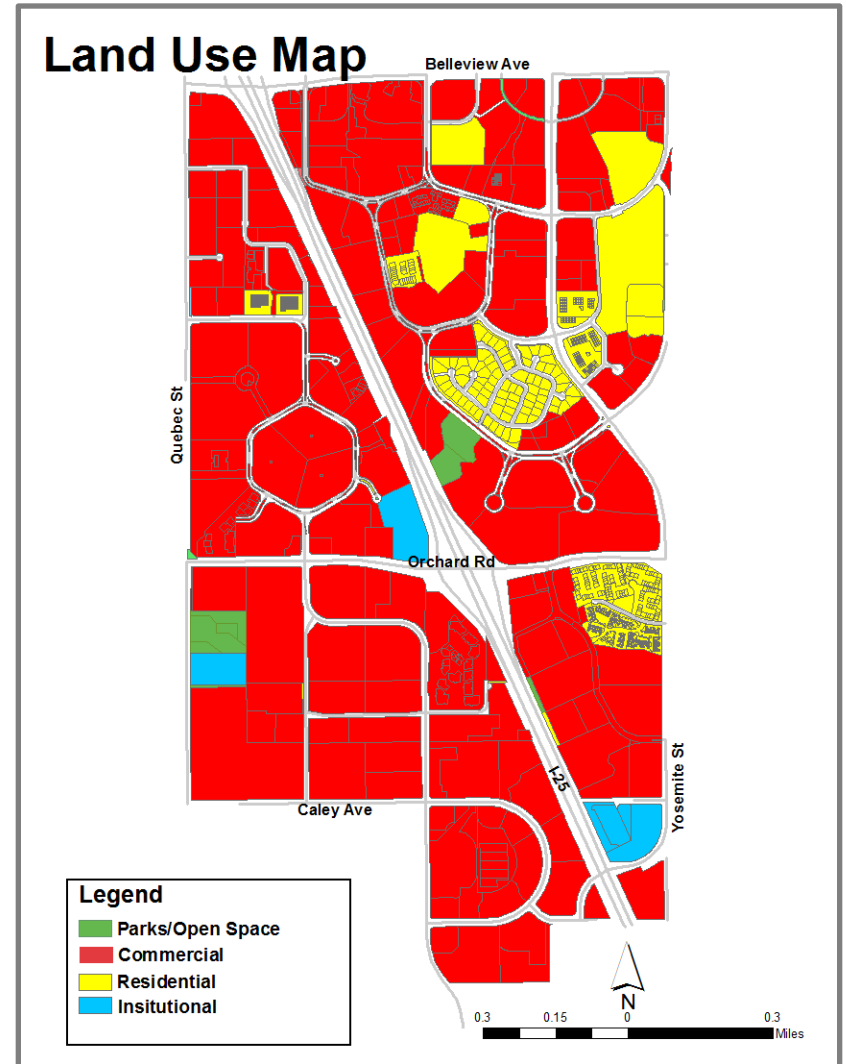 Land Use Map
Belleview Ave
Quebec St
Orchard Rd
I-25
Yosemite St
Caley Ave
Legend
Parks/Open Space
Commercial
Residential
Insitutional
N
0.3 0.15 0 0.3
Miles